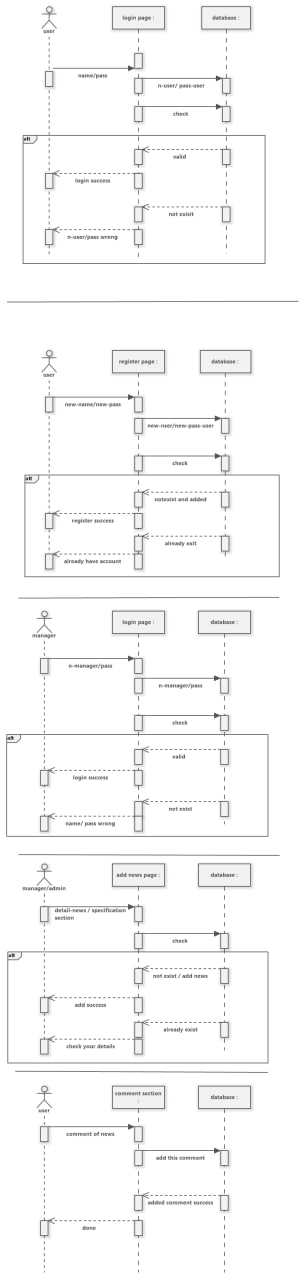 login page :
database :
user
name/pass
n-user/ pass-user
check
alt
valid
login success
not exisit
n-user/pass wrong
register page :
database :
user
new-name/new-pass
new-nser/new-pass-user
check
alt
notexist and added
register success
already exit
already have account
login page :
database :
manager
n-manager/pass
n-manager/pass
check
alt
valid
login success
not exist
name/ pass wrong
add news page :
database :
manager/admin
detail-news / specification
section
check
alt
not exist / add news
add success
already exist
check your details
comment section
:
database :
user
comment of news
add this comment
added comment success
done